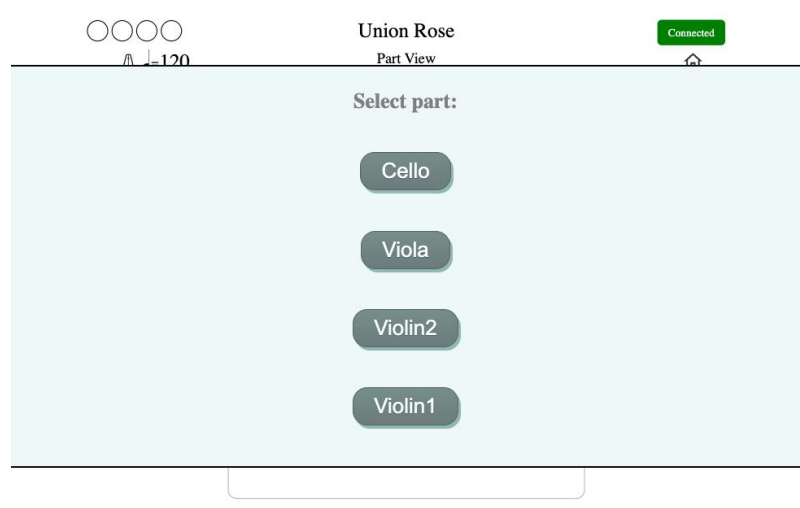 Union Rose
Connected
=120
Part View
Select part:
Cello
Viola
Violin2
Violin1